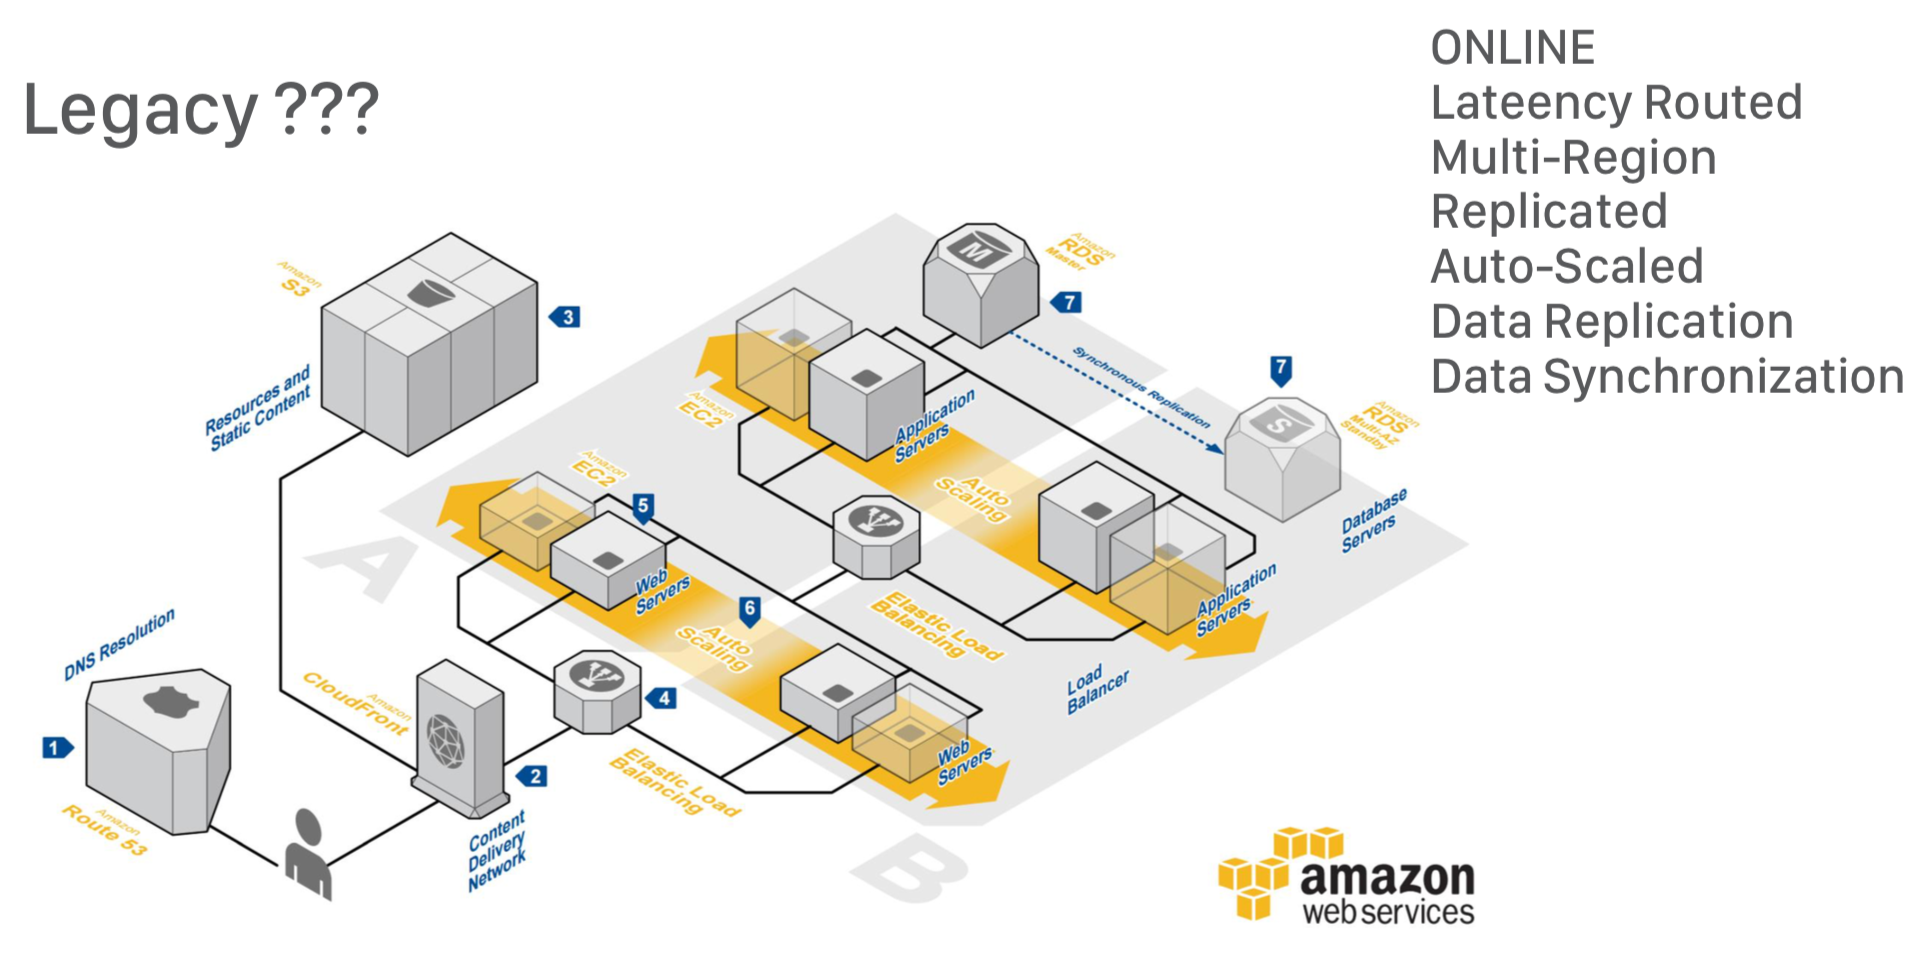 Legacy ???
ONLINE
Lateency Routed
Multi-Region
Replicated
Auto-Scaled
Data Replication
Data Synchronization
Amazon
S3
3
Resources and
Static Content
Amazon
RDS
Master
7
Synchronous Replication
7
Amazon
RDS
Multi-AZ
Standby
Database
Servers
Amazon
EC2
Application
Servers
Auto
Scaling
Application
Servers
Amazon
EC2
5
Web
Servers
6
Auto
Scaling
Elastic Load
Balancing
Load
Balancer
A
DNS Resolution
1
Amazon
Route 53
Amazon
CloudFront
2
Content
Delivery
Network
4
Elastic Load
Balancing
Web
Servers
B
M
S
amazon
web services